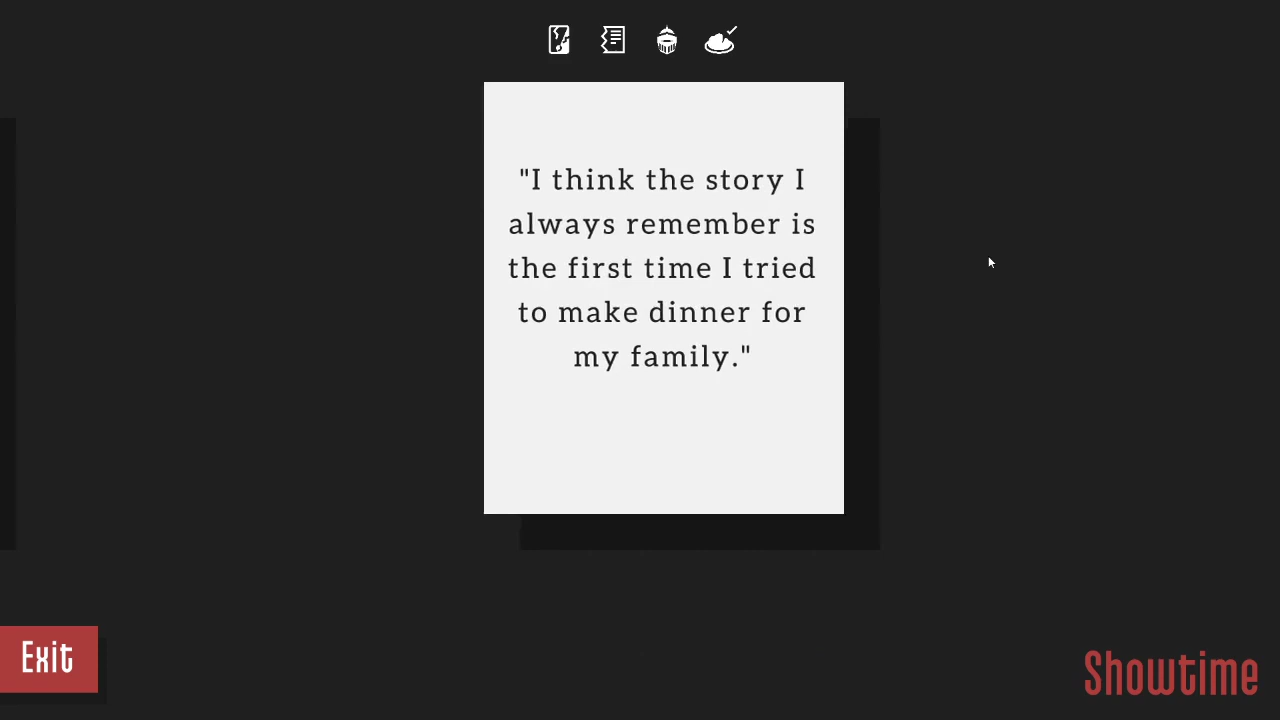 "I think the story I
always remember is
the first time I tried
to make dinner for
my family."
Exit
Showtime